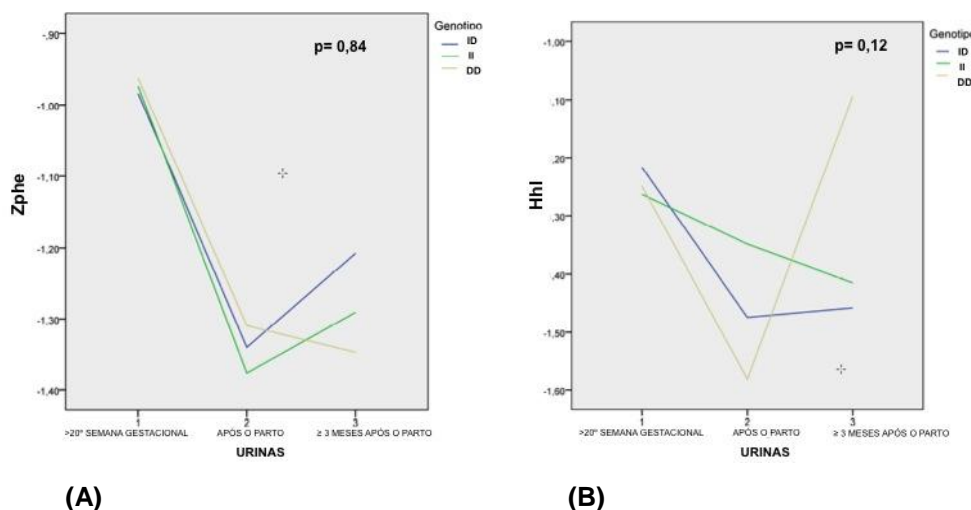 Genotipo
ID
II
DD
p= 0,84
-,90
-1,00
-1,10
-1,20
-1,30
-1,40
Zphe
1
2
3
>20ª SEMANA GESTACIONAL
APÓS O PARTO
≥ 3 MESES APÓS O PARTO
URINAS
(A)
Genotipo
ID
II
DD
p= 0,12
-1,00
,10
,20
,30
,40
-1,50
-1,60
Hhl
1
2
3
>20ª SEMANA GESTACIONAL
APÓS O PARTO
≥ 3 MESES APÓS O PARTO
URINAS
(B)